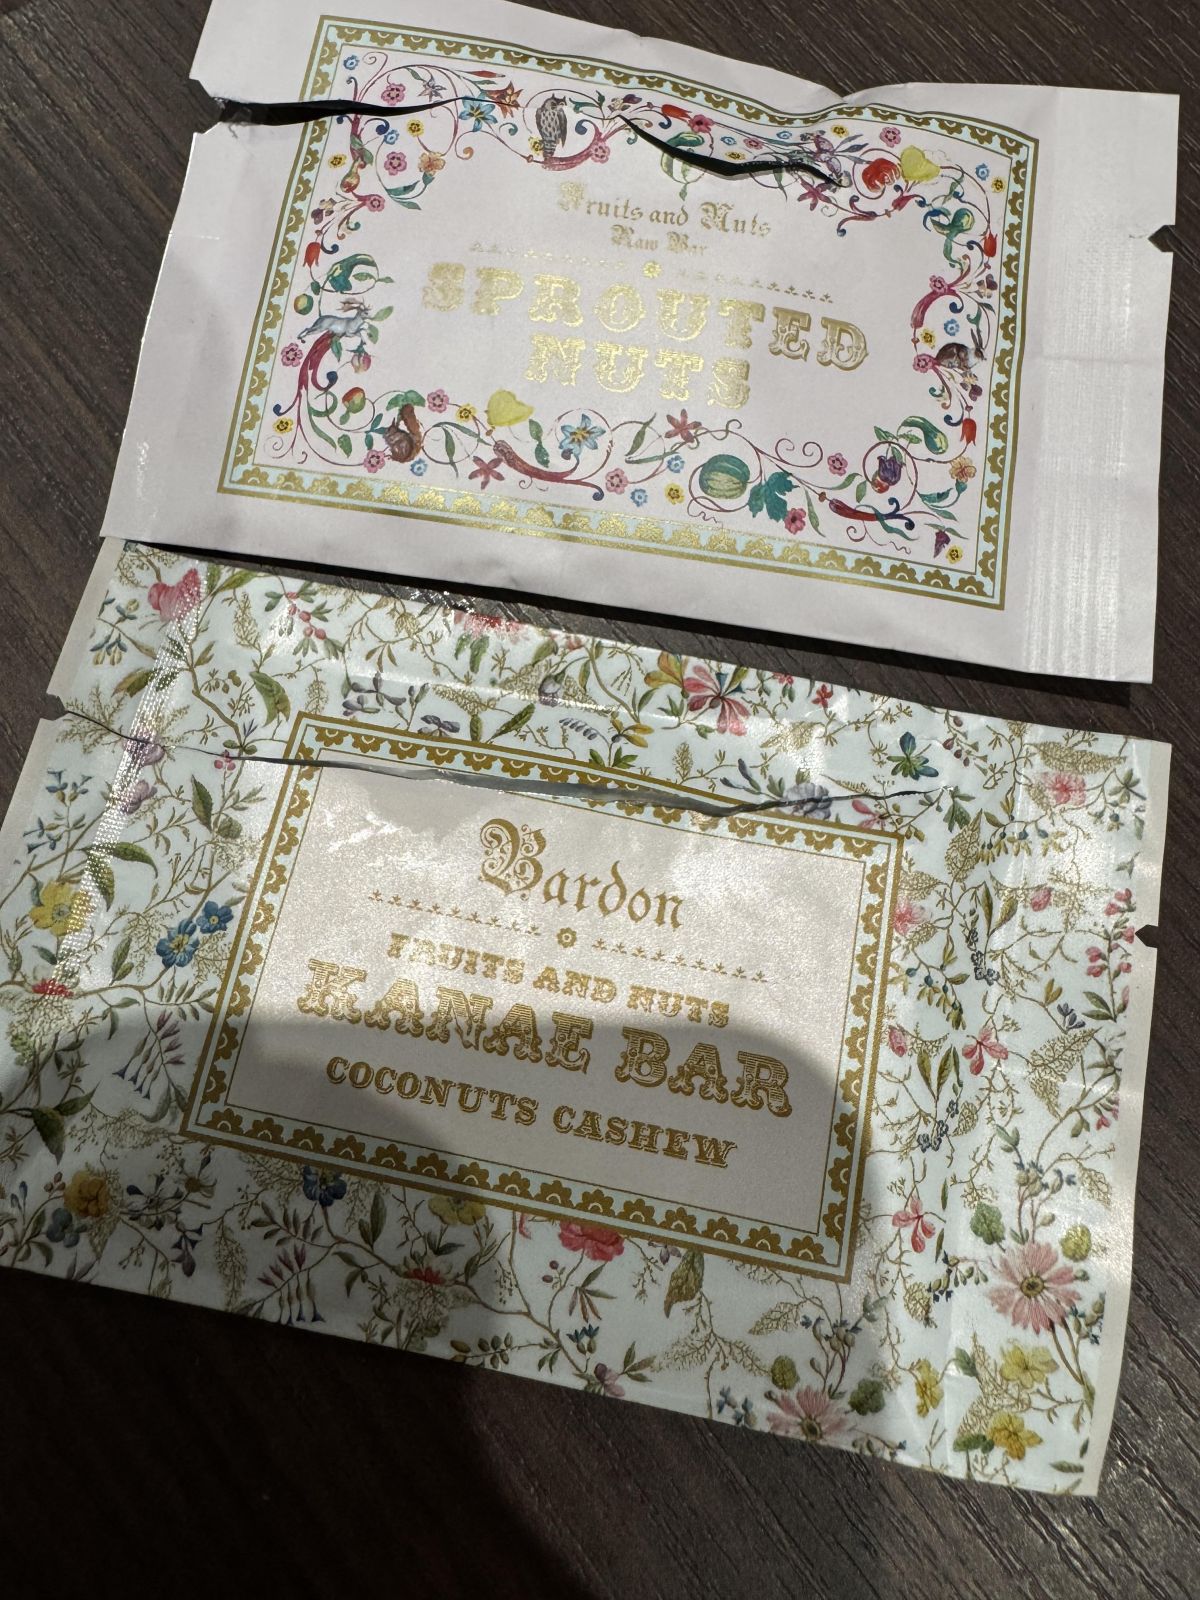 Fruits and Nuts
Raw Bar
SPROUTED
NUTS
Bardon
FRUITS AND NUTS
KANAE BAR
COCONUTS CASHEW